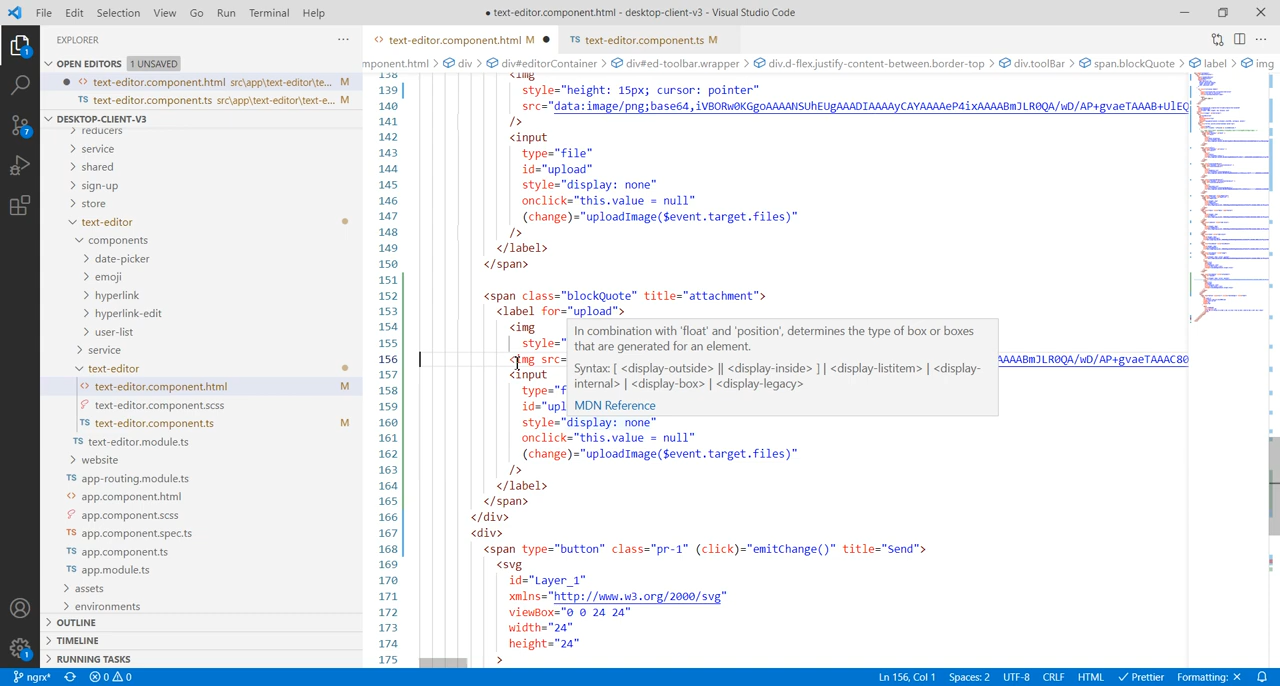 File Edit Selection View Go Run Terminal Help
● text-editor.component.html - desktop-client-v3 - Visual Studio Code
EXPLORER
OPEN EDITORS 1 UNSAVED
text-editor.component.html src\app\text-editor\te... M
TS text-editor.component.ts src\app\text-editor\text-e... M
DESKTOP-CLIENT-V3
reducers
service
shared
sign-up
store
text-editor
components
date-picker
emoji
hyperlink
hyperlink-edit
user-list
service
text-editor
text-editor.component.html M
text-editor.component.scss
TS text-editor.component.ts M
TS text-editor.module.ts
website
TS app-routing.module.ts
app.component.html
app.component.scss
TS app.component.spec.ts
TS app.component.ts
TS app.module.ts
assets
environments
OUTLINE
TIMELINE
RUNNING TASKS
text-editor.component.html M ● TS text-editor.component.ts M
mponent.html > div > div#editorContainer > div#ed-toolbar.wrapper > div.d-flex.justify-content-between.border-top > div.toolBar > span.blockQuote > label > img
138 <img
139 style="height: 15px; cursor: pointer"
140 src="data:image/png;base64,iVBORw0KGgoAAAANSUhEUgAAADIAAAAyCAYAAAAeP4ixAAAABmJLR0QA/wD/AP+gvaeTAAAB+UlEQ
141 />
142 <input
143 type="file"
144 id="upload
145 style="display: none"
146 onclick="this.value = null"
147 (change)="uploadImage($event.target.files)"
148
149 </label>
150 </span>
151
152 <span class="blockQuote" title="attachment">
153 <label for="upload">
154 <img
155 style="
156 <img src= AAABmJLR0QA/wD/AP+gvaeTAAAC80
157 <input
158 type="f
159 id="upl
160 style="display: none"
161 onclick="this.value = null"
162 (change)="uploadImage($event.target.files)"
163 />
164 </label>
165 </span>
166 </div>
167 <div>
168 <span type="button" class="pr-1" (click)="emitChange()" title="Send">
169 <svg
170 id="Layer_1"
171 xmlns="http://www.w3.org/2000/svg"
172 viewBox="0 0 24 24"
173 width="24"
174 height="24"
175 >
In combination with 'float' and 'position', determines the type of box or boxes
that are generated for an element.
Syntax: [ <display-outside> || <display-inside> ] | <display-listitem> | <display-
internal> | <display-box> | <display-legacy>
MDN Reference
ngrx* 0 0 Ln 156, Col 1 Spaces: 2 UTF-8 CRLF HTML Prettier Formatting: ✕